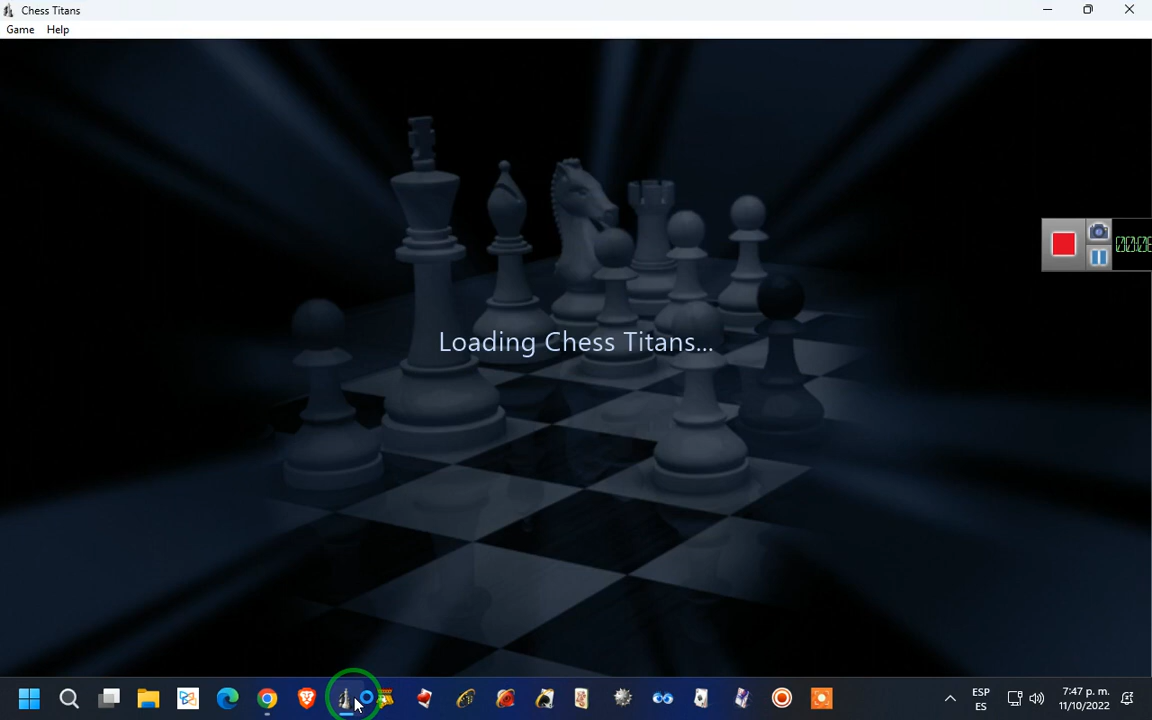 Chess Titans
Game Help
Loading Chess Titans...
ESP
ES
7:47 p. m.
11/10/2022